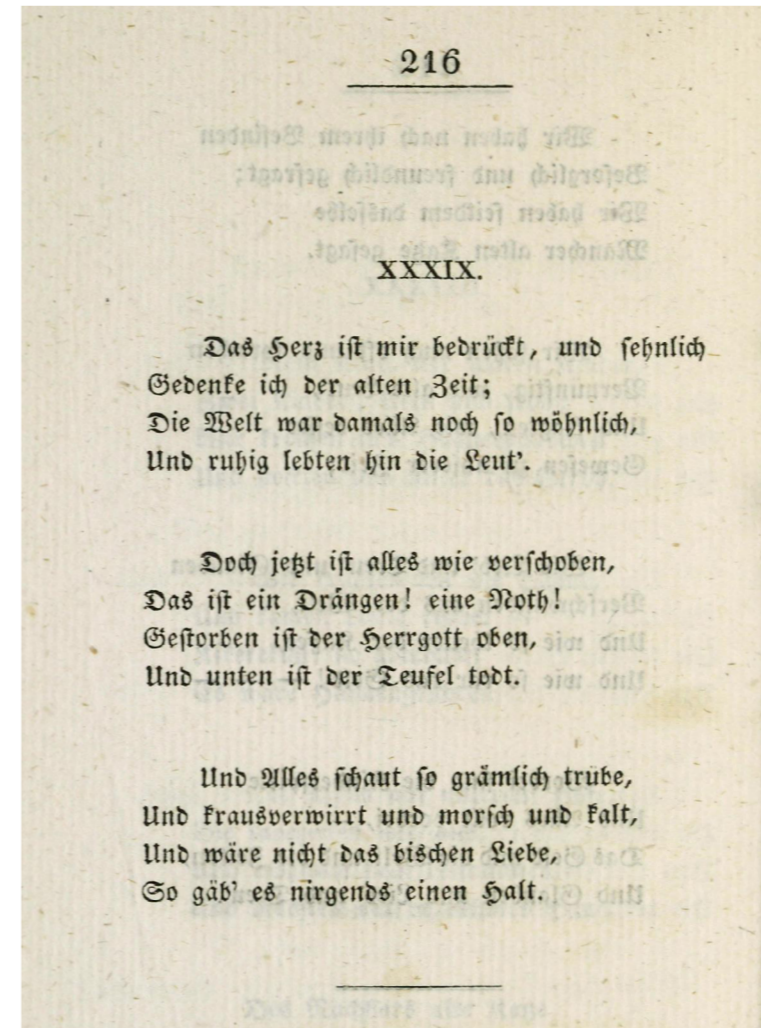 216
XXXIX.
Das Herz ist mir bedrückt, und sehnlich
Gedenke ich der alten Zeit;
Die Welt war damals noch so wöhnlich,
Und ruhig lebten hin die Leut'.
Doch jetzt ist alles wie verschoben,
Das ist ein Drängen! eine Noth!
Gestorben ist der Herrgott oben,
Und unten ist der Teufel todt.
Und Alles schaut so grämlich trübe,
Und krausverwirrt und morsch und kalt,
Und wäre nicht das bischen Liebe,
So gäb' es nirgends einen Halt.